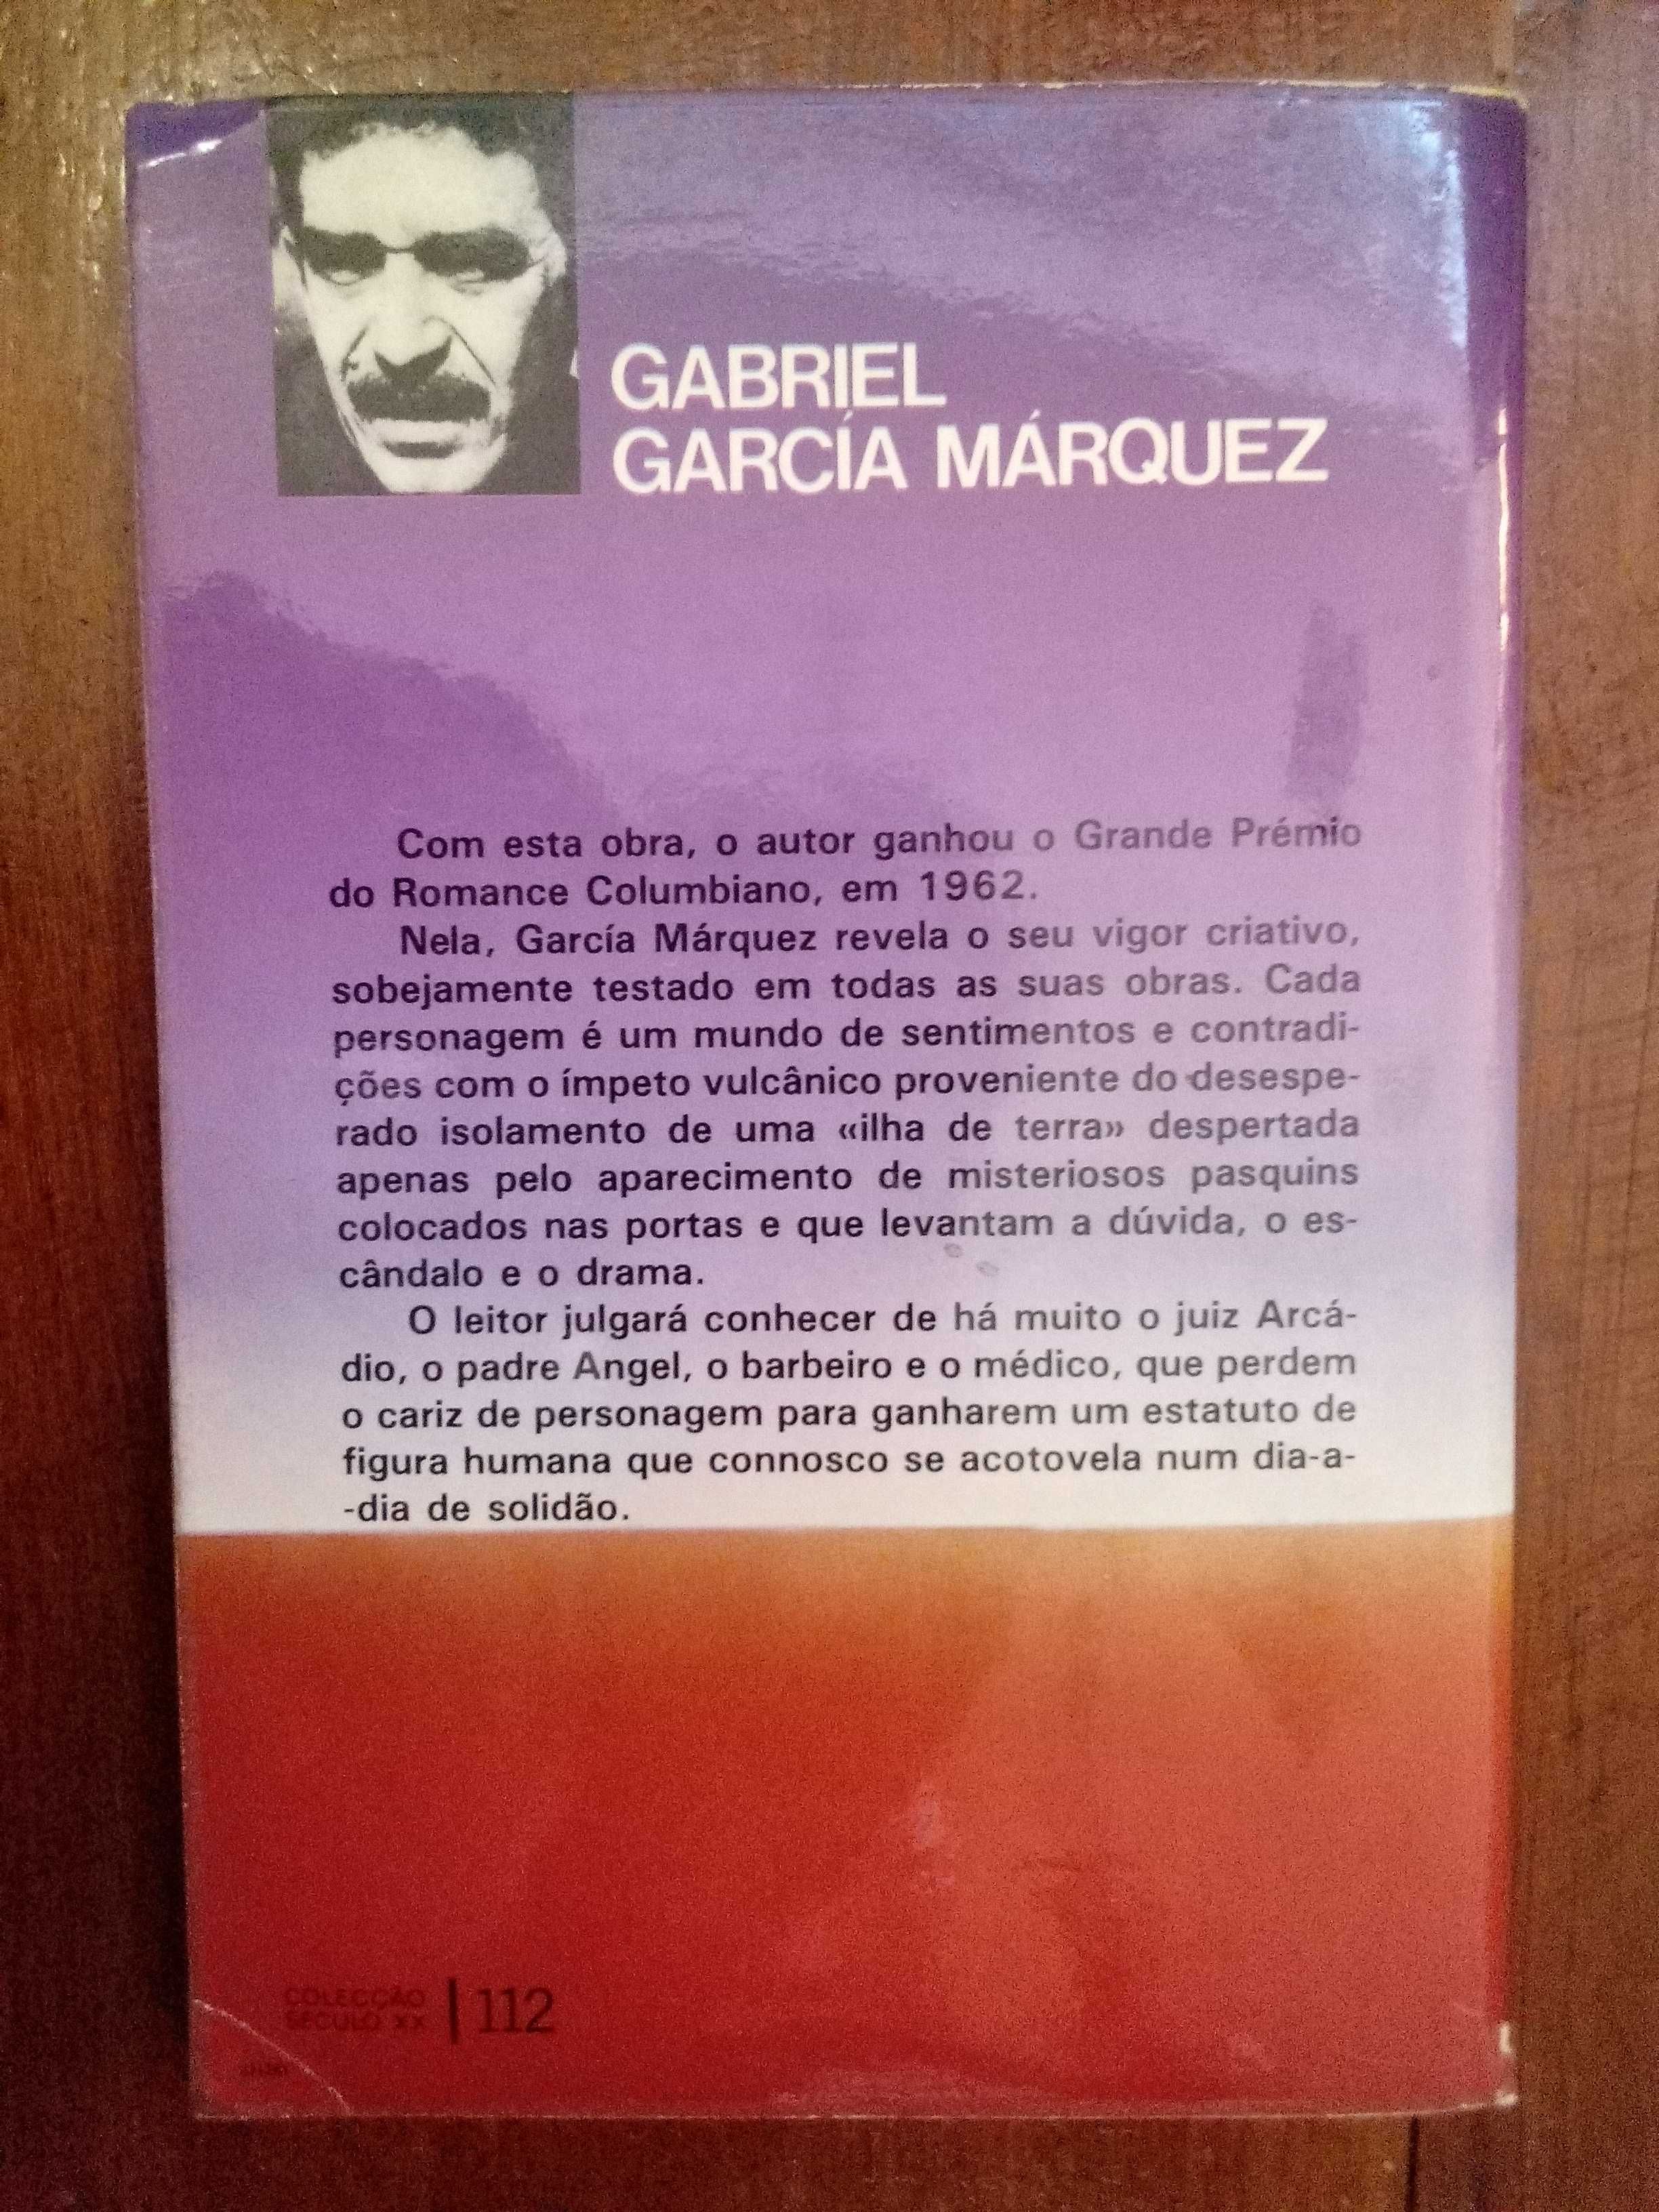 GABRIEL
GARCÍA MÁRQUEZ
Com esta obra, o autor ganhou o Grande Prémio
do Romance Columbiano, em 1962.
Nela, García Márquez revela o seu vigor criativo,
sobejamente testado em todas as suas obras. Cada
personagem é um mundo de sentimentos e contradi-
ções com o ímpeto vulcânico proveniente do desespe-
rado isolamento de uma «ilha de terra» despertada
apenas pelo aparecimento de misteriosos pasquins
colocados nas portas e que levantam a dúvida, o es-
cândalo e o drama.
O leitor julgará conhecer de há muito o juiz Arcá-
dio, o padre Angel, o barbeiro e o médico, que perdem
o cariz de personagem para ganharem um estatuto de
figura humana que connosco se acotovela num dia-a-
-dia de solidão.
COLECÇÃO
SÉCULO XX | 112